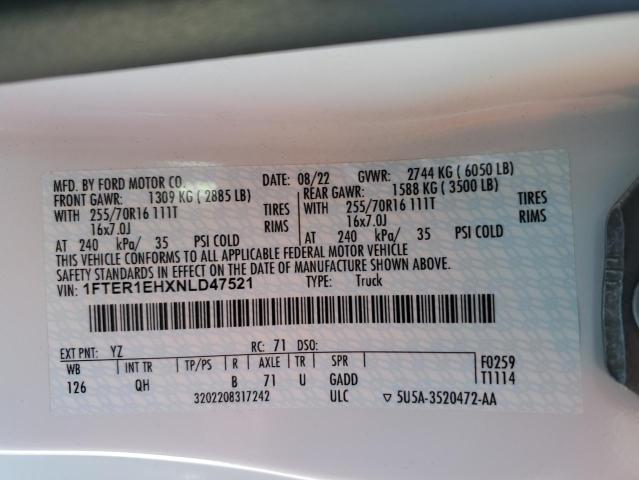 MFD. BY FORD MOTOR CO. DATE: 08/22 GVWR: 2744 KG ( 6050 LB)
FRONT GAWR: 1309 KG ( 2885 LB) REAR GAWR: 1588 KG ( 3500 LB)
WITH 255/70R16 111T TIRES WITH 255/70R16 111T TIRES
16x7.0J RIMS 16x7.0J RIMS
AT 240 kPa/ 35 PSI COLD AT 240 kPa/ 35 PSI COLD
THIS VEHICLE CONFORMS TO ALL APPLICABLE FEDERAL MOTOR VEHICLE
SAFETY STANDARDS IN EFFECT ON THE DATE OF MANUFACTURE SHOWN ABOVE.
VIN: 1FTER1EHXNLD47521 TYPE: Truck
EXT PNT: YZ RC: 71 DSO:
WB INT TR TP/PS R AXLE TR SPR F0259
126 QH B 71 U GADD T1114
3202208317242 ULC ▽ 5U5A-3520472-AA